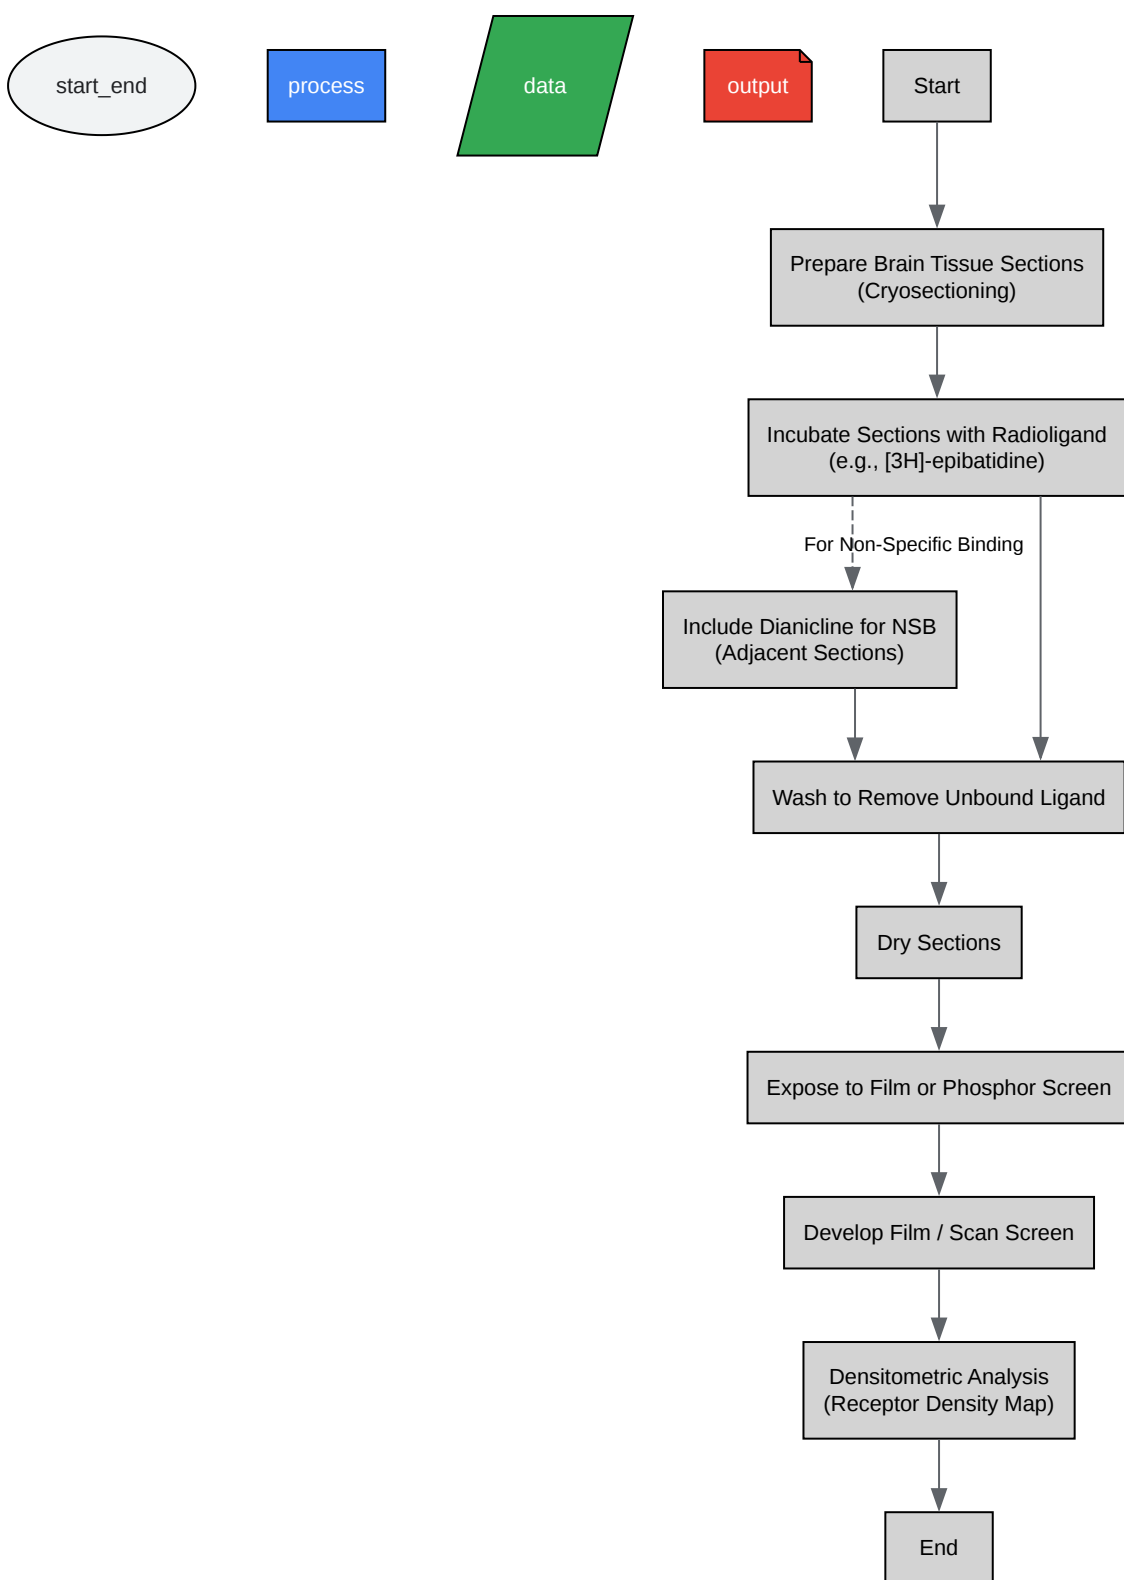 start_end
process
data
output
Start
Prepare Brain Tissue Sections
(Cryosectioning)
Incubate Sections with Radioligand
(e.g., [3H]-epibatidine)
For Non-Specific Binding
Include Dianicline for NSB
(Adjacent Sections)
Wash to Remove Unbound Ligand
Dry Sections
Expose to Film or Phosphor Screen
Develop Film / Scan Screen
Densitometric Analysis
(Receptor Density Map)
End